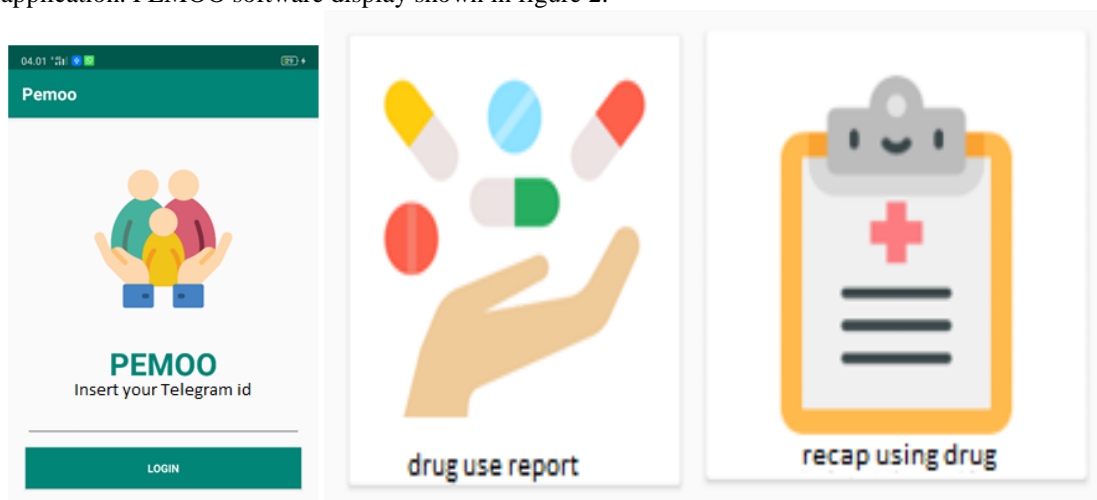 application. PEMOO software display shown in figure 2.
04.01
Pemoo
PEMOO
Insert your Telegram id
LOGIN
drug use report
recap using drug